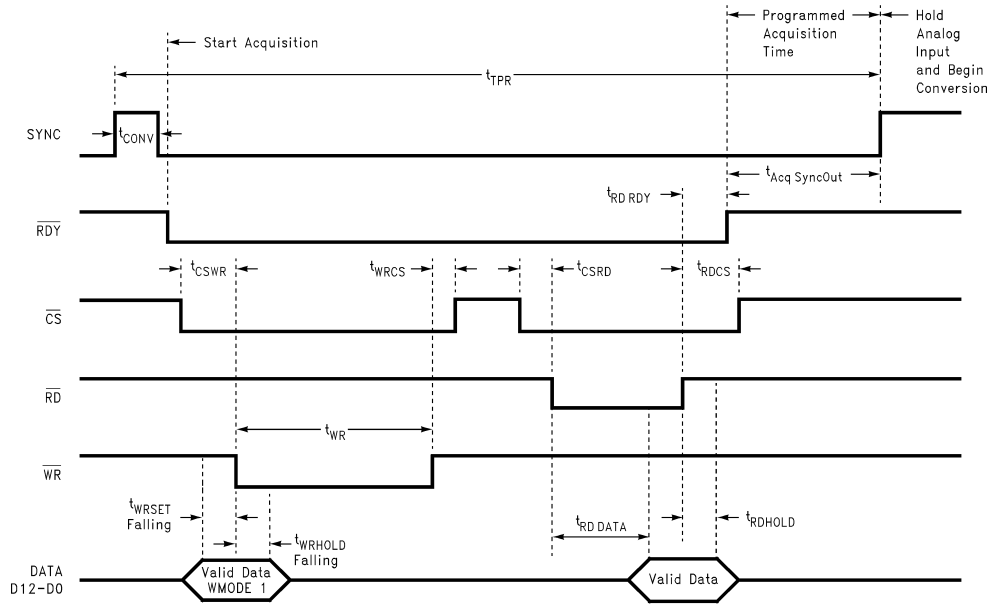 Programmed
Acquisition
Time
Hold
Analog
Input
and Begin
Conversion
Start Acquisition
tTPR
SYNC
tCONV
tAcq SyncOut
tRD RDY
RDY
tCSWR
tWRCS
tCSRD
tRDCS
CS
RD
tWR
WR
tWRSET
Falling
tWRHOLD
Falling
tRD DATA
tRDHOLD
DATA
D12-D0
Valid Data
WMODE 1
Valid Data